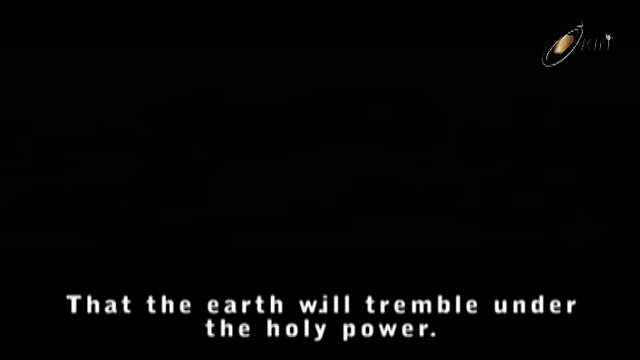 That the earth will tremble under
the holy power.